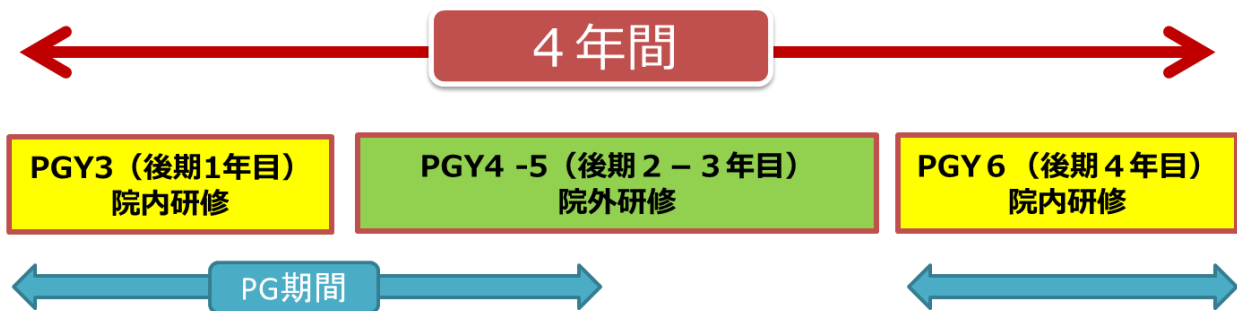 ４年間
PGY3（後期1年目）
院内研修
PGY4 -5（後期２－３年目）
院外研修
PGY６（後期４年目）
院内研修
PG期間